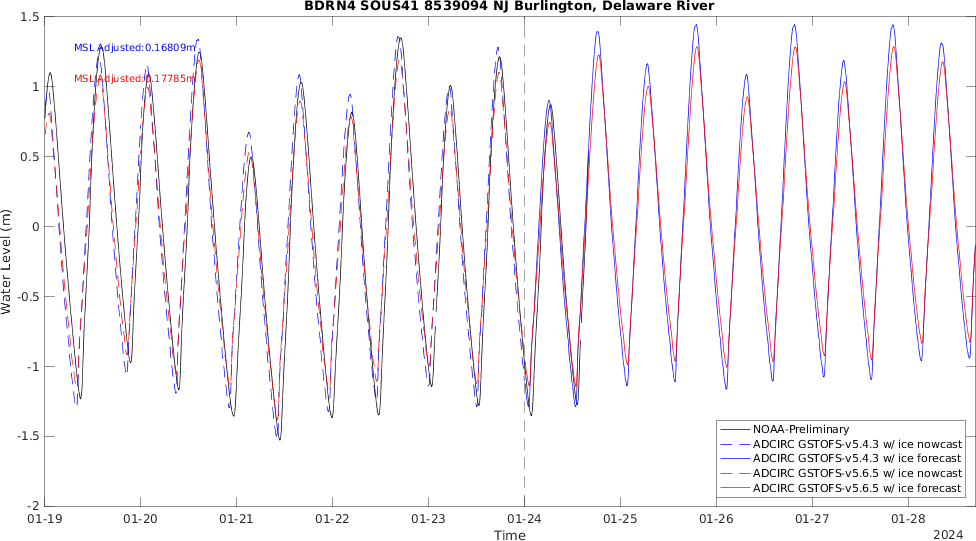 BDRN4 SOUS41 8539094 NJ Burlington, Delaware River
1.5
MSL Adjusted:0.16809m
MSL Adjusted:0.17785m
1
0.5
0
-0.5
-1
-1.5
-2
Water Level (m)
NOAA-Preliminary
ADCIRC GSTOFS-v5.4.3 w/ ice nowcast
ADCIRC GSTOFS-v5.4.3 w/ ice forecast
ADCIRC GSTOFS-v5.6.5 w/ ice nowcast
ADCIRC GSTOFS-v5.6.5 w/ ice forecast
01-19 01-20 01-21 01-22 01-23 01-24 01-25 01-26 01-27 01-28
Time
2024